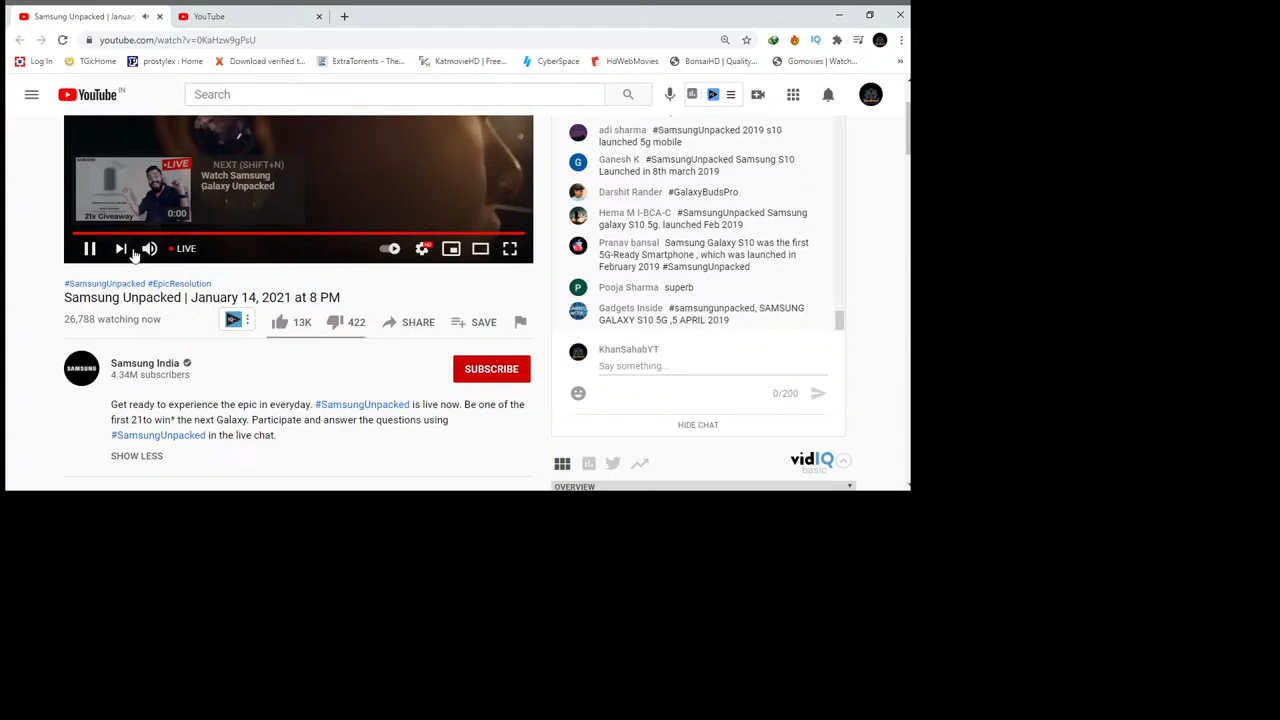 Samsung Unpacked | Januar
YouTube
youtube.com/watch?v=0KaHzw9gPsU
Log In
TGx:Home
prostylex : Home
Download verified t...
ExtraTorrents - The...
KatmovieHD | Free...
CyberSpace
HdWebMovies
BonsaiHD | Quality...
Gomovies | Watch...
»
YouTube IN
Search
SAMSUNG
LIVE
21x Giveaway
0:00
NEXT (SHIFT+N)
Watch Samsung
Galaxy Unpacked
LIVE
HD
#SamsungUnpacked #EpicResolution
Samsung Unpacked | January 14, 2021 at 8 PM
26,788 watching now
13K
422
SHARE
SAVE
SAMSUNG
Samsung India
4.34M subscribers
SUBSCRIBE
Get ready to experience the epic in everyday. #SamsungUnpacked is live now. Be one of the
first 21to win* the next Galaxy. Participate and answer the questions using
#SamsungUnpacked in the live chat.
SHOW LESS
adi sharma #SamsungUnpacked 2019 s10
launched 5g mobile
Ganesh K #SamsungUnpacked Samsung S10
Launched in 8th march 2019
Darshit Rander #GalaxyBudsPro
Hema M I-BCA-C #SamsungUnpacked Samsung
galaxy S10 5g. launched Feb 2019
Pranav bansal Samsung Galaxy S10 was the first
5G-Ready Smartphone , which was launched in
February 2019 #SamsungUnpacked
Pooja Sharma superb
Gadgets Inside #samsungunpacked, SAMSUNG
GALAXY S10 5G ,5 APRIL 2019
KhanSahabYT
Say something...
0/200
HIDE CHAT
vidIQ
basic
OVERVIEW